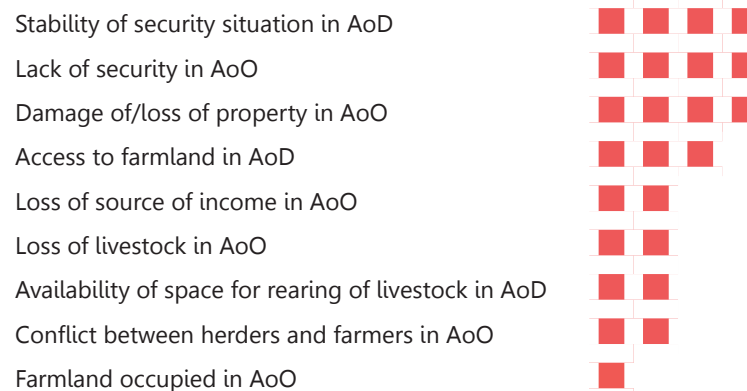 Stability of security situation in AoD
Lack of security in AoO
Damage of/loss of property in AoO
Access to farmland in AoD
Loss of source of income in AoO
Loss of livestock in AoO
Availability of space for rearing of livestock in AoD
Conflict between herders and farmers in AoO
Farmland occupied in AoO